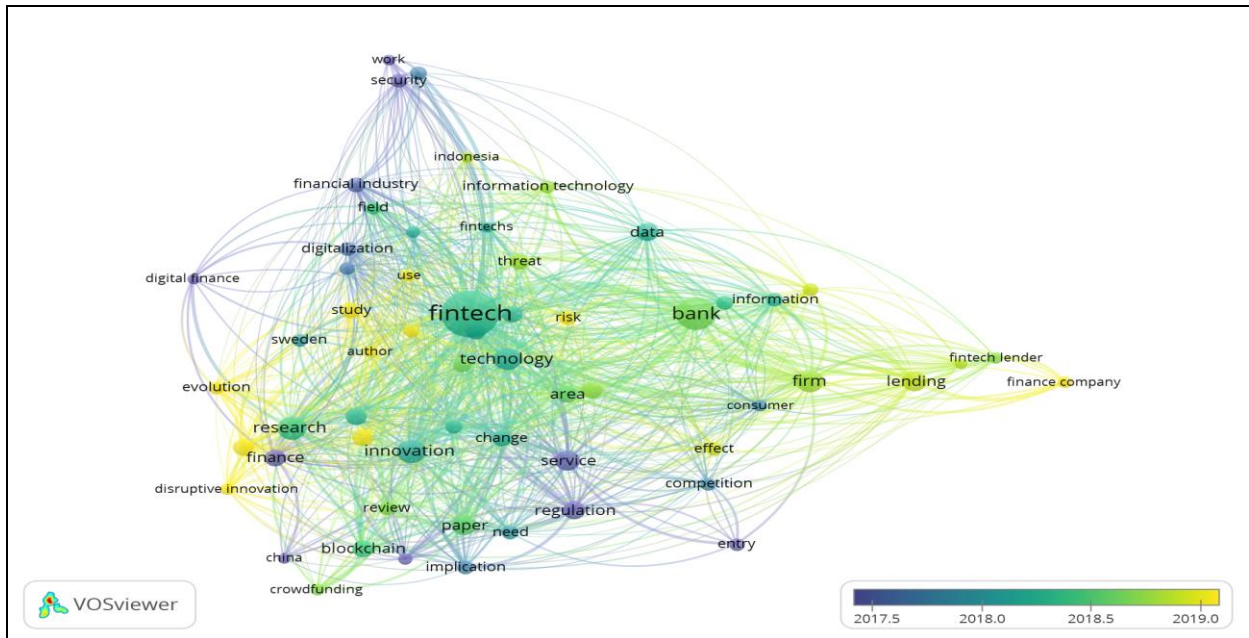 work
security
indonesia
financial industry
information technology
field
fintechs
data
digitalization
threat
digital finance
use
information
study
fintech
risk
bank
sweden
author
technology
fintech lender
evolution
area
firm
lending
finance company
consumer
research
change
innovation
effect
finance
service
competition
disruptive innovation
review
regulation
paper
need
entry
blockchain
china
implication
crowdfunding
VOSviewer
2017.5 2018.0 2018.5 2019.0